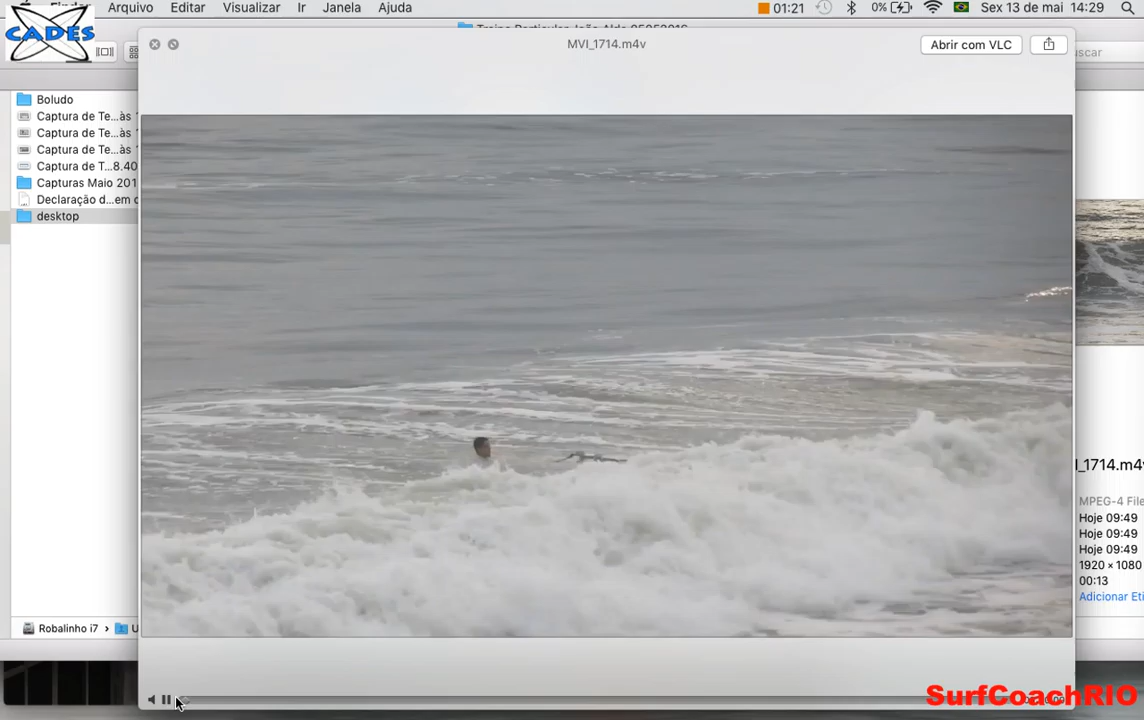 Arquivo Editar Visualizar Ir Janela Ajuda 01:21 0% Sex 13 de mai 14:29
CADES
MVI_1714.m4v
Abrir com VLC
Boludo
Captura de Te...às
Captura de Te...às
Captura de Te...às
Captura de T...8.40
Capturas Maio 201
Declaração d...em
desktop
I_1714.m4v
MPEG-4 File
Hoje 09:49
Hoje 09:49
Hoje 09:49
1920 × 1080
00:13
Adicionar Eti
Robalinho i7 › U
SurfCoachRIO